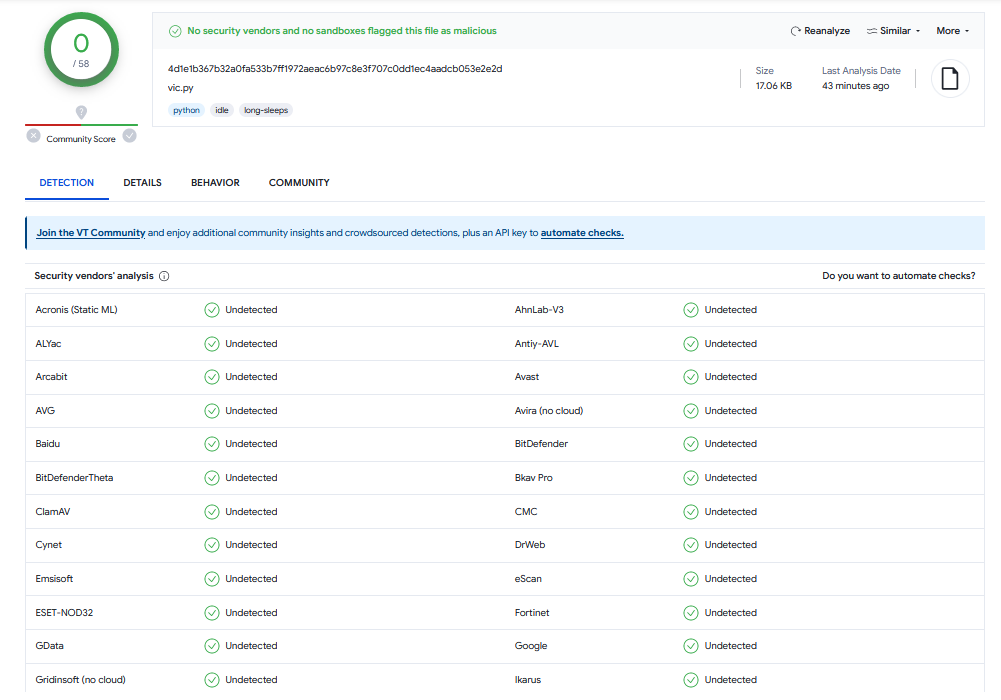 0
/ 58
?
Community Score
No security vendors and no sandboxes flagged this file as malicious
Reanalyze
Similar
More
4d1e1b367b32a0fa533b7ff1972aeac6b97c8e3f707c0dd1ec4aadcb053e2e2d
vic.py
python idle long-sleeps
Size
17.06 KB
Last Analysis Date
43 minutes ago
DETECTION DETAILS BEHAVIOR COMMUNITY
Join the VT Community and enjoy additional community insights and crowdsourced detections, plus an API key to automate checks.
Security vendors' analysis Do you want to automate checks?
Acronis (Static ML) Undetected AhnLab-V3 Undetected
ALYac Undetected Antiy-AVL Undetected
Arcabit Undetected Avast Undetected
AVG Undetected Avira (no cloud) Undetected
Baidu Undetected BitDefender Undetected
BitDefenderTheta Undetected Bkav Pro Undetected
ClamAV Undetected CMC Undetected
Cynet Undetected DrWeb Undetected
Emsisoft Undetected eScan Undetected
ESET-NOD32 Undetected Fortinet Undetected
GData Undetected Google Undetected
Gridinsoft (no cloud) Undetected Ikarus Undetected